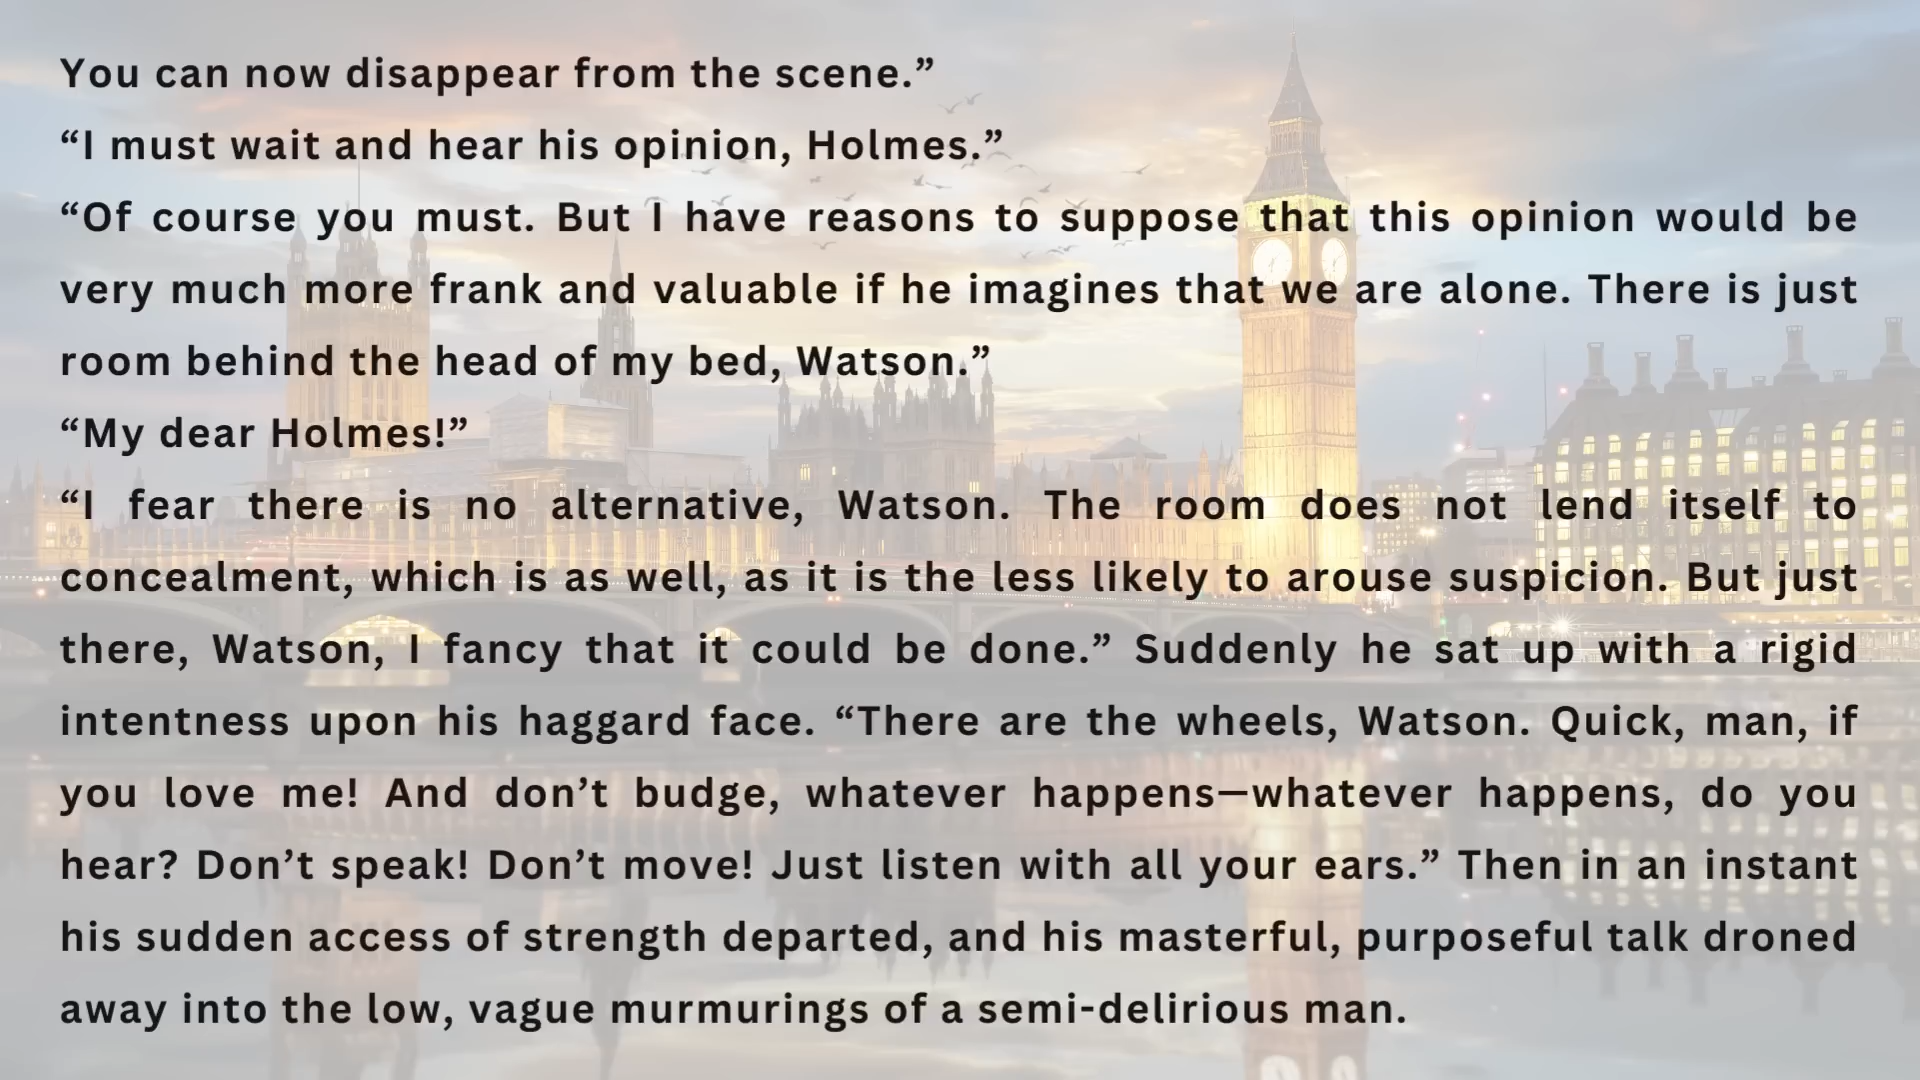 You can now disappear from the scene.”
“I must wait and hear his opinion, Holmes.”
“Of course you must. But I have reasons to suppose that this opinion would be
very much more frank and valuable if he imagines that we are alone. There is just
room behind the head of my bed, Watson.”
“My dear Holmes!”
“I fear there is no alternative, Watson. The room does not lend itself to
concealment, which is as well, as it is the less likely to arouse suspicion. But just
there, Watson, I fancy that it could be done.” Suddenly he sat up with a rigid
intentness upon his haggard face. “There are the wheels, Watson. Quick, man, if
you love me! And don’t budge, whatever happens—whatever happens, do you
hear? Don’t speak! Don’t move! Just listen with all your ears.” Then in an instant
his sudden access of strength departed, and his masterful, purposeful talk droned
away into the low, vague murmurings of a semi-delirious man.